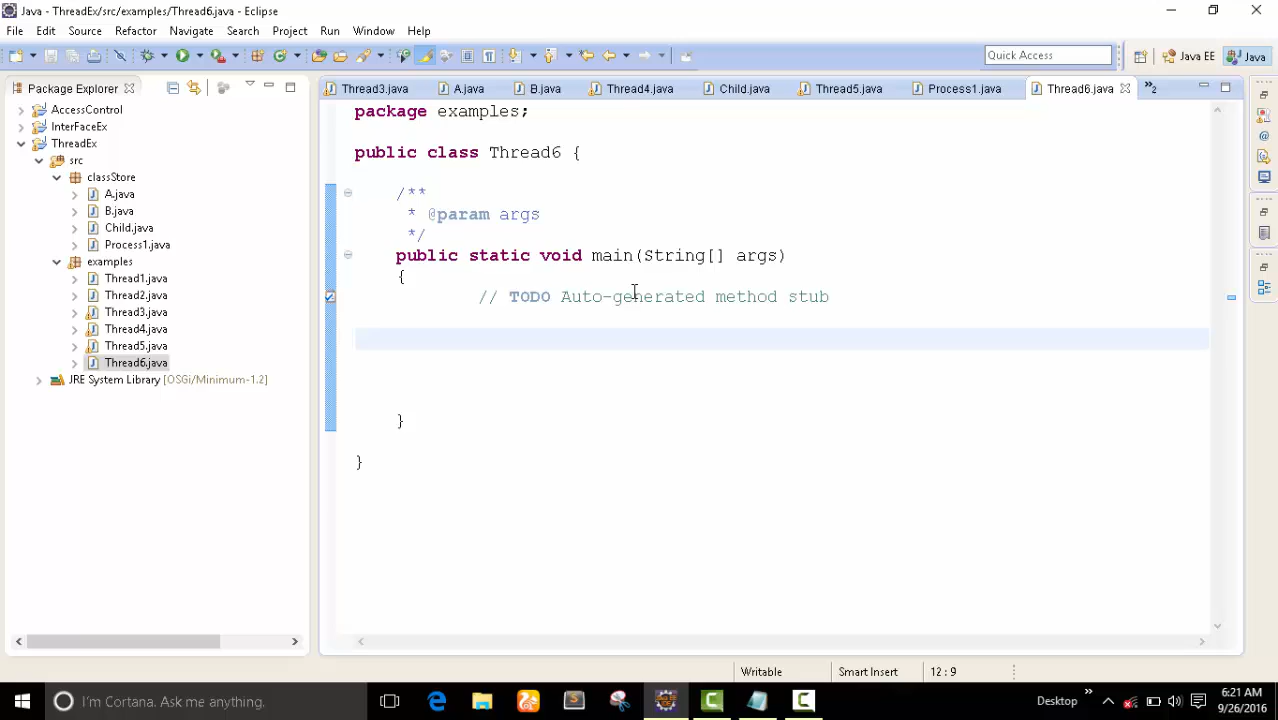 Java - ThreadEx/src/examples/Thread6.java - Eclipse
File Edit Source Refactor Navigate Search Project Run Window Help
Quick Access
Java EE
Java
Package Explorer
Thread3.java
A.java
B.java
Thread4.java
Child.java
Thread5.java
Process1.java
Thread6.java
»2
AccessControl
InterFaceEx
ThreadEx
src
classStore
A.java
B.java
Child.java
Process1.java
examples
Thread1.java
Thread2.java
Thread3.java
Thread4.java
Thread5.java
Thread6.java
JRE System Library [OSGi/Minimum-1.2]
package examples;
public class Thread6 {
/**
* @param args
*/
public static void main(String[] args)
{
// TODO Auto-generated method stub
}
}
Writable
Smart Insert
12 : 9
I'm Cortana. Ask me anything.
Desktop
6:21 AM
9/26/2016